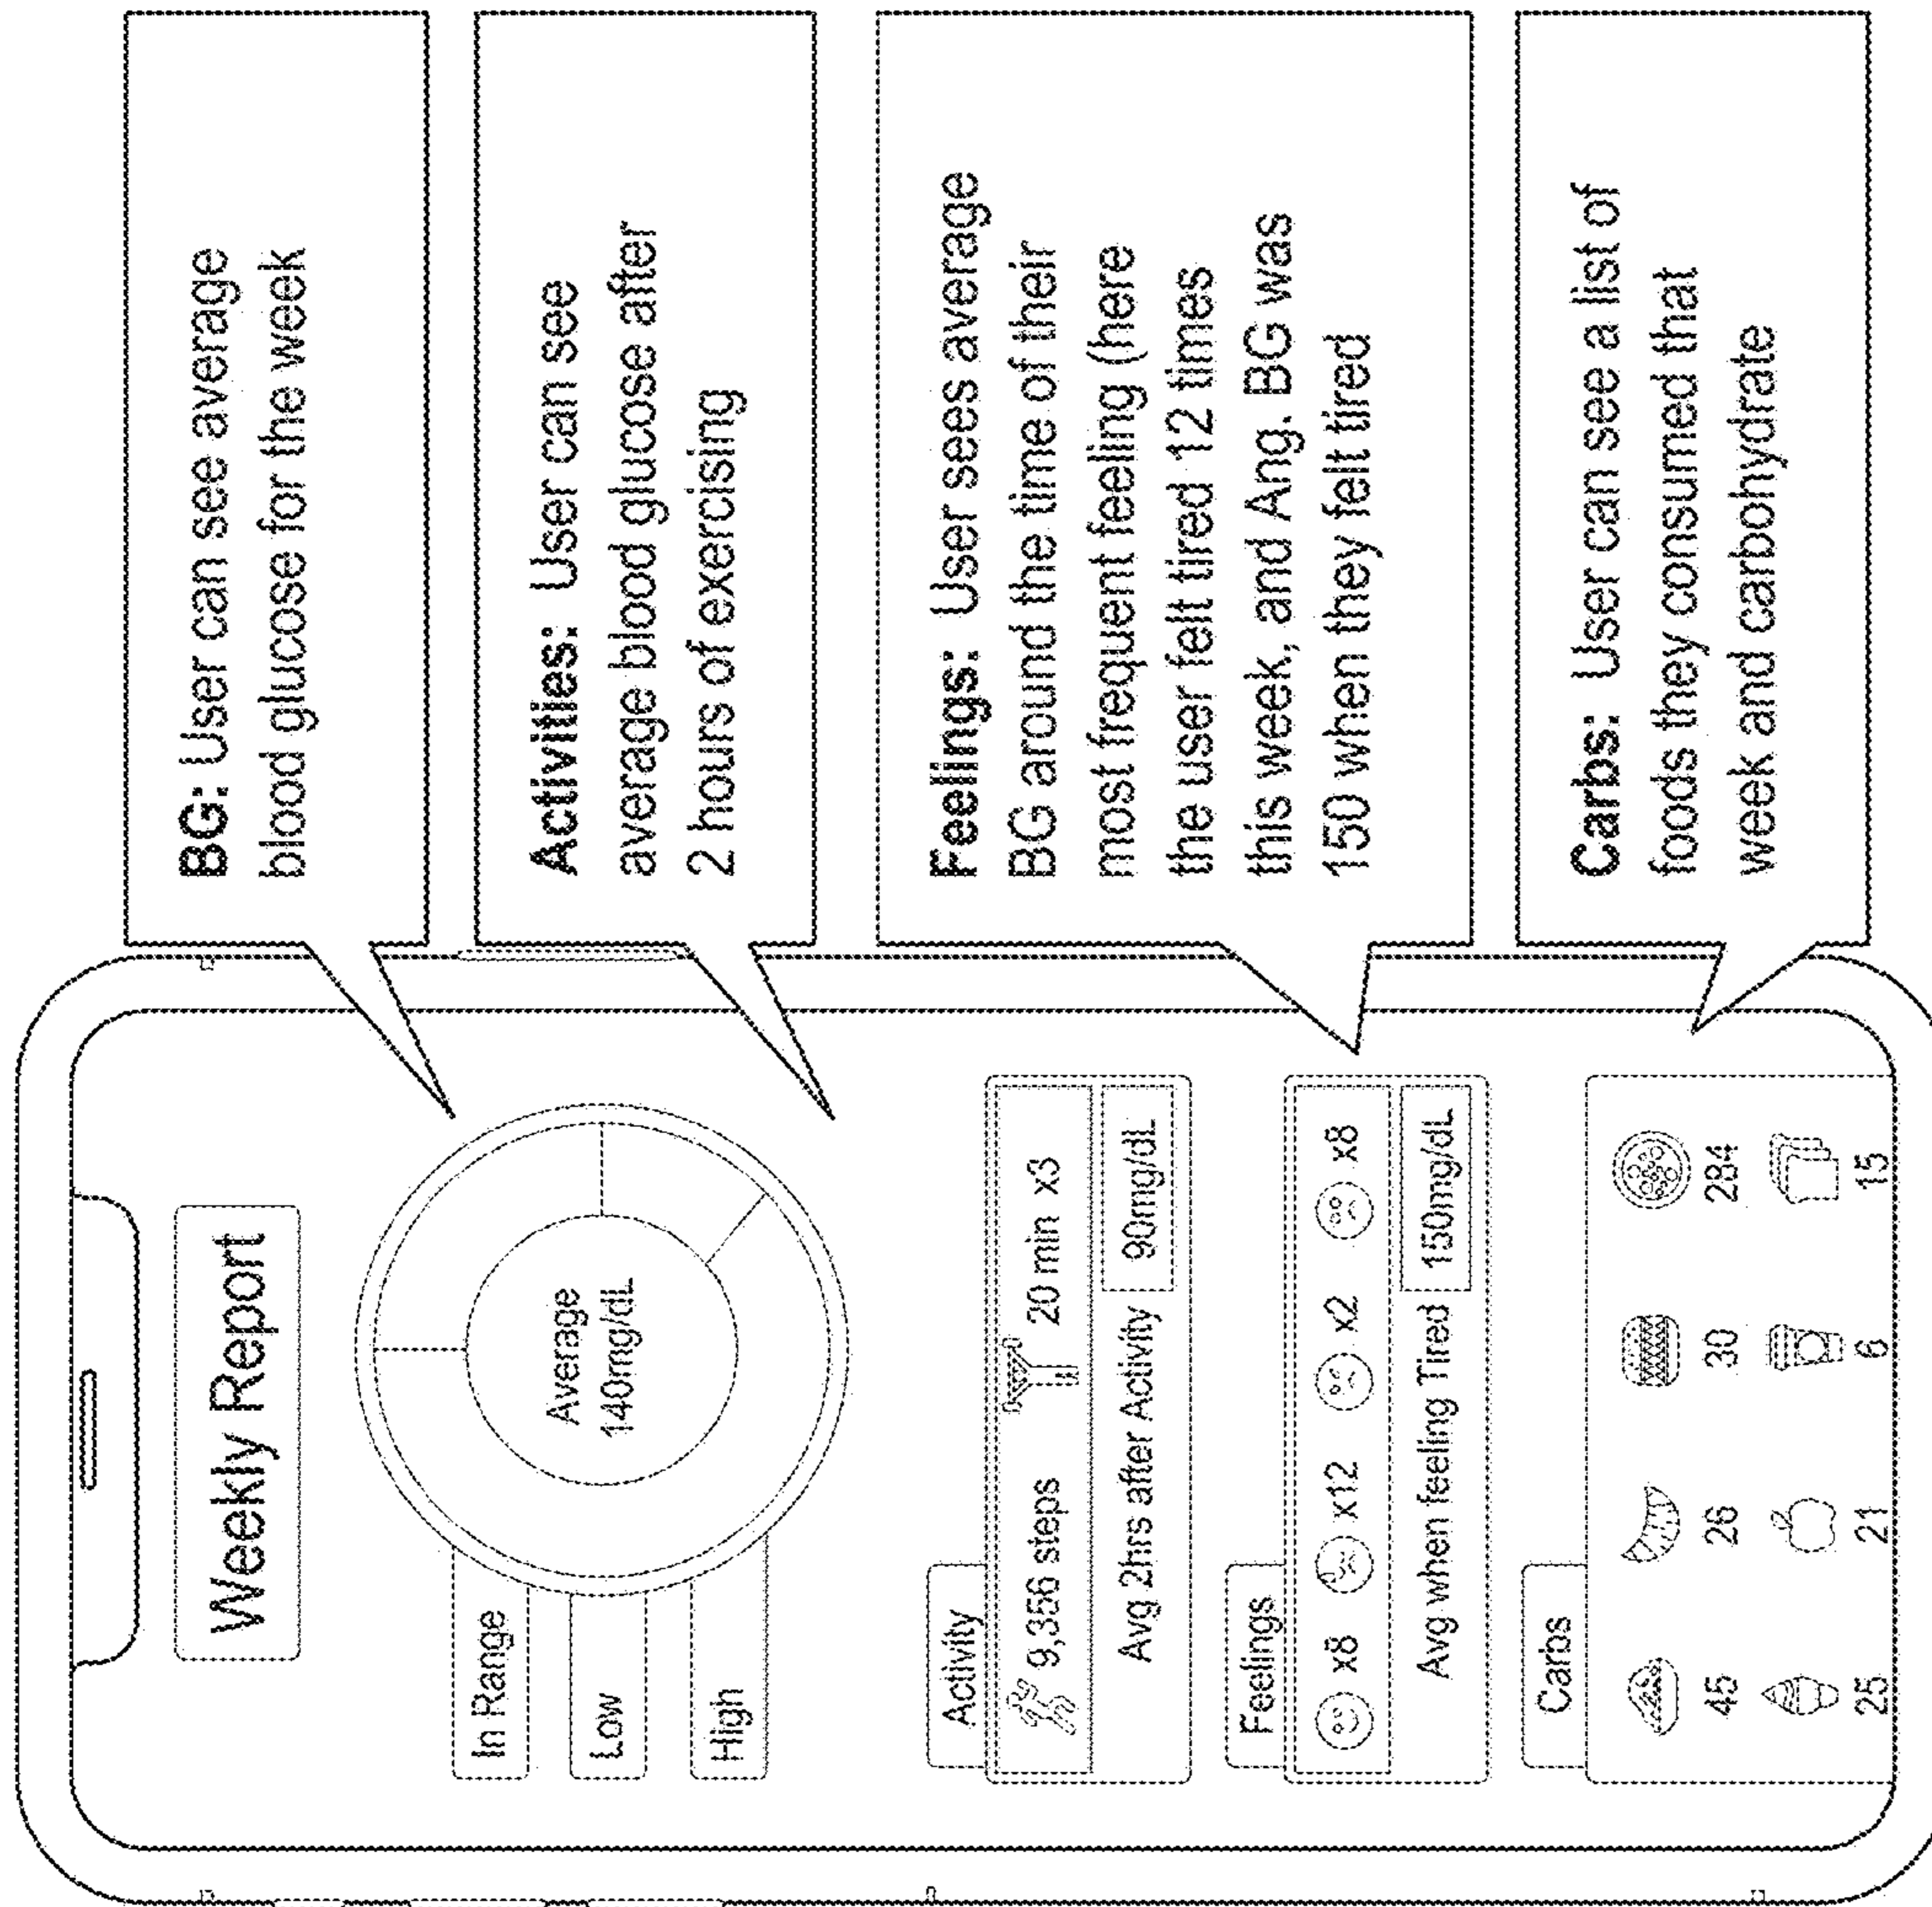 Weekly Report
In Range
Low
High
Average
140mg/dL
Activity
9,356 steps 20 min x3
Avg 2hrs after Activity 90mg/dL
Feelings
x8 x12 x2 x8
Avg when feeling Tired 150mg/dL
Carbs
45 26 30 284
25 21 6 15
BG: User can see average
blood glucose for the week
Activities: User can see
average blood glucose after
2 hours of exercising
Feelings: User sees average
BG around the time of their
most frequent feeling (here
the user felt tired 12 times
this week, and Ang. BG was
150 when they felt tired
Carbs: User can see a list of
foods they consumed that
week and carbohydrate